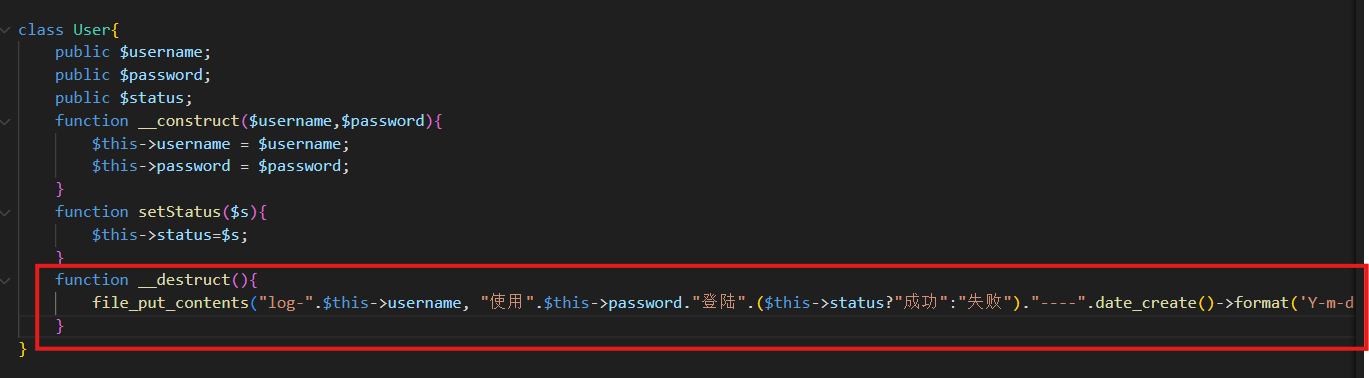 class User{
public $username;
public $password;
public $status;
function __construct($username,$password){
$this->username = $username;
$this->password = $password;
}
function setStatus($s){
$this->status=$s;
}
function __destruct(){
file_put_contents("log-".$this->username, "使用".$this->password."登陆".($this->status?"成功":"失败")."----".date_create()->format('Y-m-d
}
}